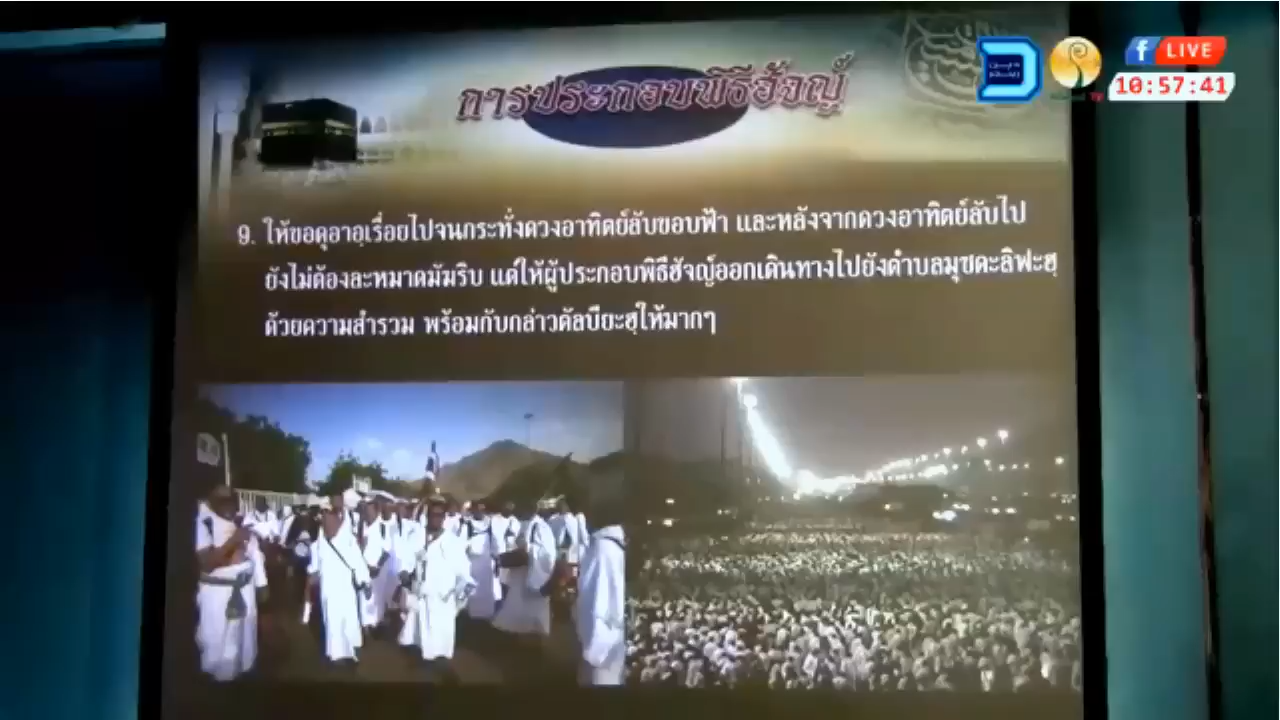 f LIVE
10:57:41
การประกอบพิธีฮัจญ์
9. ให้ขอดุอาอฺเรื่อยไปจนกระทั่งดวงอาทิตย์ลับขอบฟ้า และหลังจากดวงอาทิตย์ลับไป
ยังไม่ต้องละหมาดมัฆริบ แต่ให้ผู้ประกอบพิธีฮัจญ์ออกเดินทางไปยังตำบลมุซดะลิฟะฮฺ
ด้วยความสำรวม พร้อมกับกล่าวตัลบียะฮฺให้มากๆ